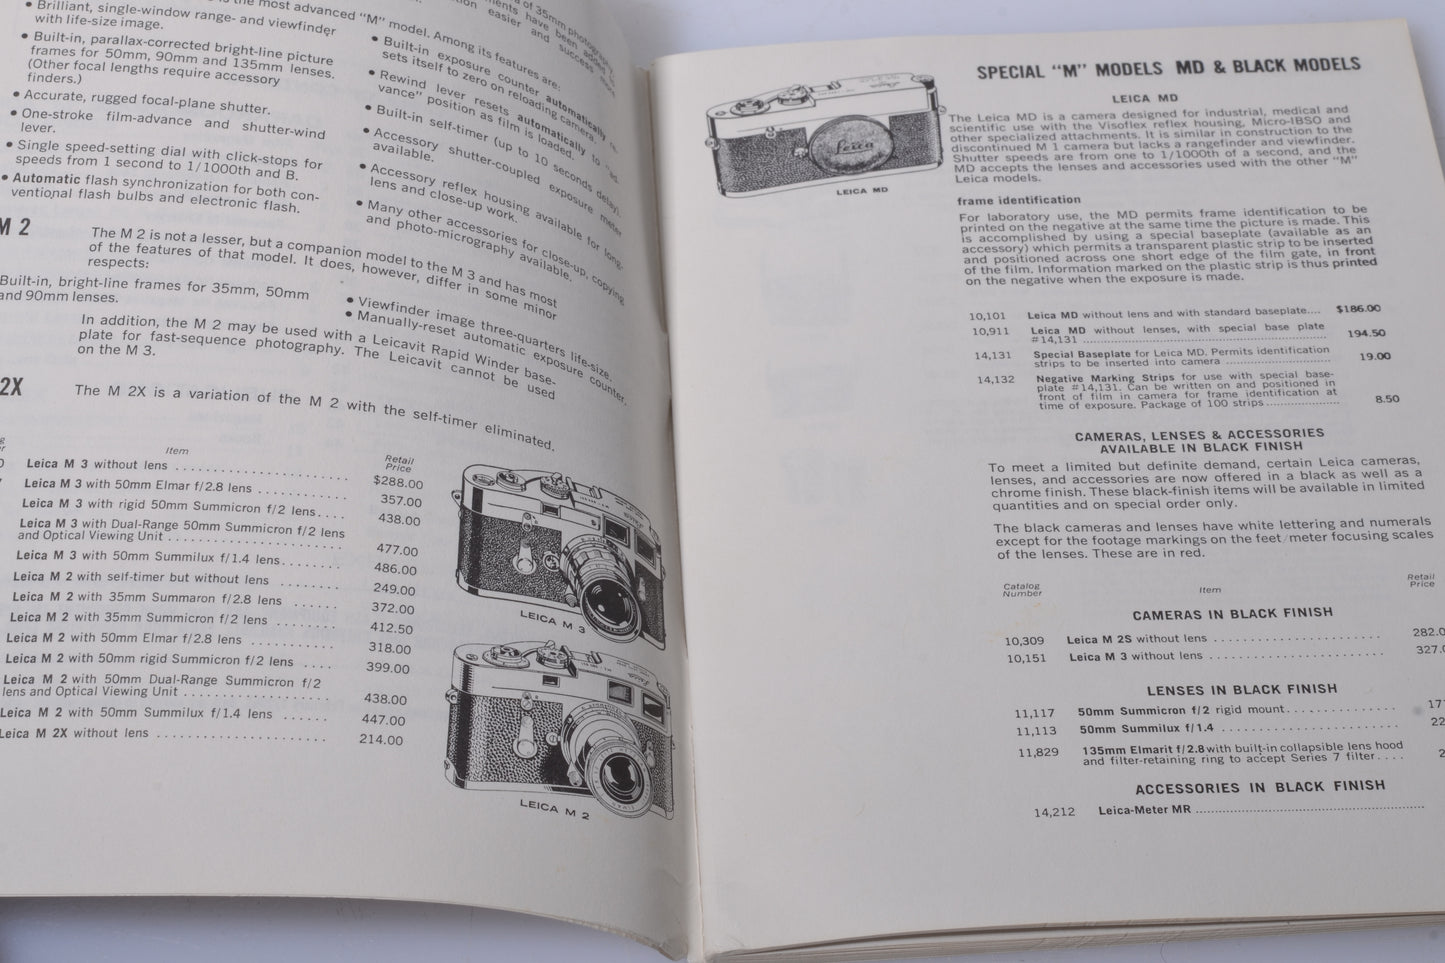 is the most advanced "M" model. Among its features are:
• Brilliant, single-window range- and viewfinder
with life-size image.
• Built-in, parallax-corrected bright-line picture
frames for 50mm, 90mm and 135mm lenses.
(Other focal lengths require accessory
finders.)
• Accurate, rugged focal-plane shutter.
• One-stroke film-advance and shutter-wind
lever.
• Single speed-setting dial with click-stops for
speeds from 1 second to 1/1000th and B.
• Automatic flash synchronization for both con-
ventional flash bulbs and electronic flash.
of 35mm photography,
have been added
easier and success
• Built-in exposure counter automatically
sets itself to zero on reloading camera.
• Rewind lever resets automatically to
vance" position as film is loaded.
• Built-in self-timer (up to 10 seconds delay).
• Accessory shutter-coupled exposure meter
available.
• Accessory reflex housing available for long-
lens and close-up work.
• Many other accessories for close-up, copying
and photo-micrography available.
M 2
The M 2 is not a lesser, but a companion model to the M 3 and has most
of the features of that model. It does, however, differ in some minor
respects:
Built-in, bright-line frames for 35mm, 50mm
and 90mm lenses.
• Viewfinder image three-quarters life-size.
• Manually-reset automatic exposure counter.
In addition, the M 2 may be used with a Leicavit Rapid Winder base-
plate for fast-sequence photography. The Leicavit cannot be used
on the M 3.
2X
The M 2X is a variation of the M 2 with the self-timer eliminated.
Item
Retail
Price
Leica M 3 without lens .................... $288.00
Leica M 3 with 50mm Elmar f/2.8 lens ............ 357.00
Leica M 3 with rigid 50mm Summicron f/2 lens.... 438.00
Leica M 3 with Dual-Range 50mm Summicron f/2 lens
and Optical Viewing Unit ........................ 477.00
Leica M 3 with 50mm Summilux f/1.4 lens........ 486.00
Leica M 2 with self-timer but without lens ........ 249.00
Leica M 2 with 35mm Summaron f/2.8 lens ...... 372.00
Leica M 2 with 35mm Summicron f/2 lens ........ 412.50
Leica M 2 with 50mm Elmar f/2.8 lens .......... 318.00
Leica M 2 with 50mm rigid Summicron f/2 lens .... 399.00
Leica M 2 with 50mm Dual-Range Summicron f/2
lens and Optical Viewing Unit .................. 438.00
Leica M 2 with 50mm Summilux f/1.4 lens ...... 447.00
Leica M 2X without lens ...................... 214.00
LEICA M 3
LEICA M 2
SPECIAL "M" MODELS MD & BLACK MODELS
Leica
LEICA MD
LEICA MD
The Leica MD is a camera designed for industrial, medical and
scientific use with the Visoflex reflex housing, Micro-IBSO and
other specialized attachments. It is similar in construction to the
discontinued M 1 camera but lacks a rangefinder and viewfinder.
Shutter speeds are from one to 1/1000th of a second, and the
MD accepts the lenses and accessories used with the other "M"
Leica models.
frame identification
For laboratory use, the MD permits frame identification to be
printed on the negative at the same time the picture is made. This
is accomplished by using a special baseplate (available as an
accessory) which permits a transparent plastic strip to be inserted
and positioned across one short edge of the film gate, in front
of the film. Information marked on the plastic strip is thus printed
on the negative when the exposure is made.
10,101 Leica MD without lens and with standard baseplate.... $186.00
10,911 Leica MD without lenses, with special base plate
#14,131 ........................................ 194.50
14,131 Special Baseplate for Leica MD. Permits identification
strips to be inserted into camera ................ 19.00
14,132 Negative Marking Strips for use with special base-
plate #14,131. Can be written on and positioned in
front of film in camera for frame identification at
time of exposure. Package of 100 strips............ 8.50
CAMERAS, LENSES & ACCESSORIES
AVAILABLE IN BLACK FINISH
To meet a limited but definite demand, certain Leica cameras,
lenses, and accessories are now offered in a black as well as a
chrome finish. These black-finish items will be available in limited
quantities and on special order only.
The black cameras and lenses have white lettering and numerals
except for the footage markings on the feet/meter focusing scales
of the lenses. These are in red.
Catalog
Number
Item
Retail
Price
CAMERAS IN BLACK FINISH
10,309 Leica M 2S without lens ...................... 282.0
10,151 Leica M 3 without lens ....................... 327.0
LENSES IN BLACK FINISH
11,117 50mm Summicron f/2 rigid mount.............. 17
11,113 50mm Summilux f/1.4 ........................ 22
11,829 135mm Elmarit f/2.8 with built-in collapsible lens hood
and filter-retaining ring to accept Series 7 filter.... 2
ACCESSORIES IN BLACK FINISH
14,212 Leica-Meter MR ..................................